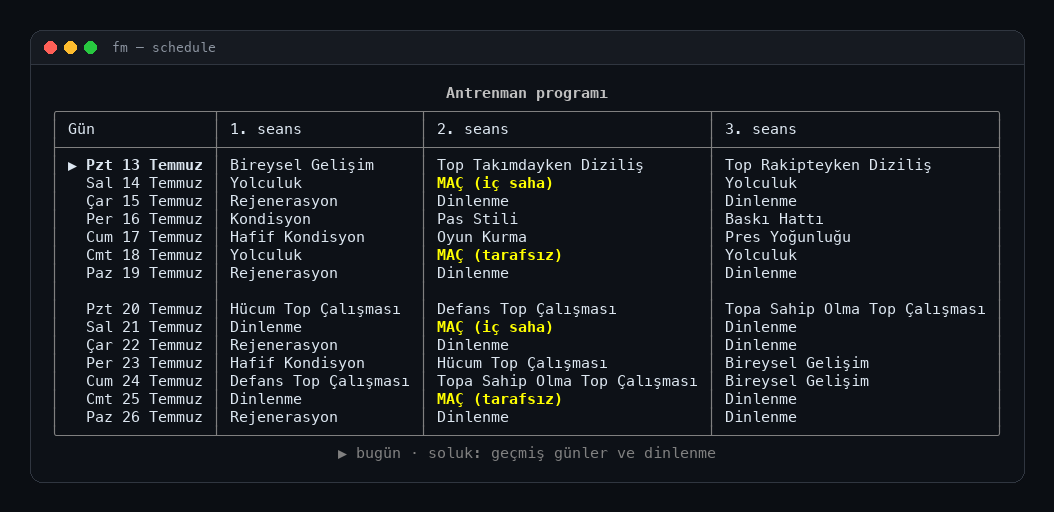 fm — schedule
Antrenman programı
Gün 1. seans 2. seans 3. seans
▶ Pzt 13 Temmuz Bireysel Gelişim Top Takımdayken Diziliş Top Rakipteyken Diziliş
Sal 14 Temmuz Yolculuk MAÇ (iç saha) Yolculuk
Çar 15 Temmuz Rejenerasyon Dinlenme Dinlenme
Per 16 Temmuz Kondisyon Pas Stili Baskı Hattı
Cum 17 Temmuz Hafif Kondisyon Oyun Kurma Pres Yoğunluğu
Cmt 18 Temmuz Yolculuk MAÇ (tarafsız) Yolculuk
Paz 19 Temmuz Rejenerasyon Dinlenme Dinlenme
Pzt 20 Temmuz Hücum Top Çalışması Defans Top Çalışması Topa Sahip Olma Top Çalışması
Sal 21 Temmuz Dinlenme MAÇ (iç saha) Dinlenme
Çar 22 Temmuz Rejenerasyon Dinlenme Dinlenme
Per 23 Temmuz Hafif Kondisyon Hücum Top Çalışması Bireysel Gelişim
Cum 24 Temmuz Defans Top Çalışması Topa Sahip Olma Top Çalışması Bireysel Gelişim
Cmt 25 Temmuz Dinlenme MAÇ (tarafsız) Dinlenme
Paz 26 Temmuz Rejenerasyon Dinlenme Dinlenme
▶ bugün · soluk: geçmiş günler ve dinlenme